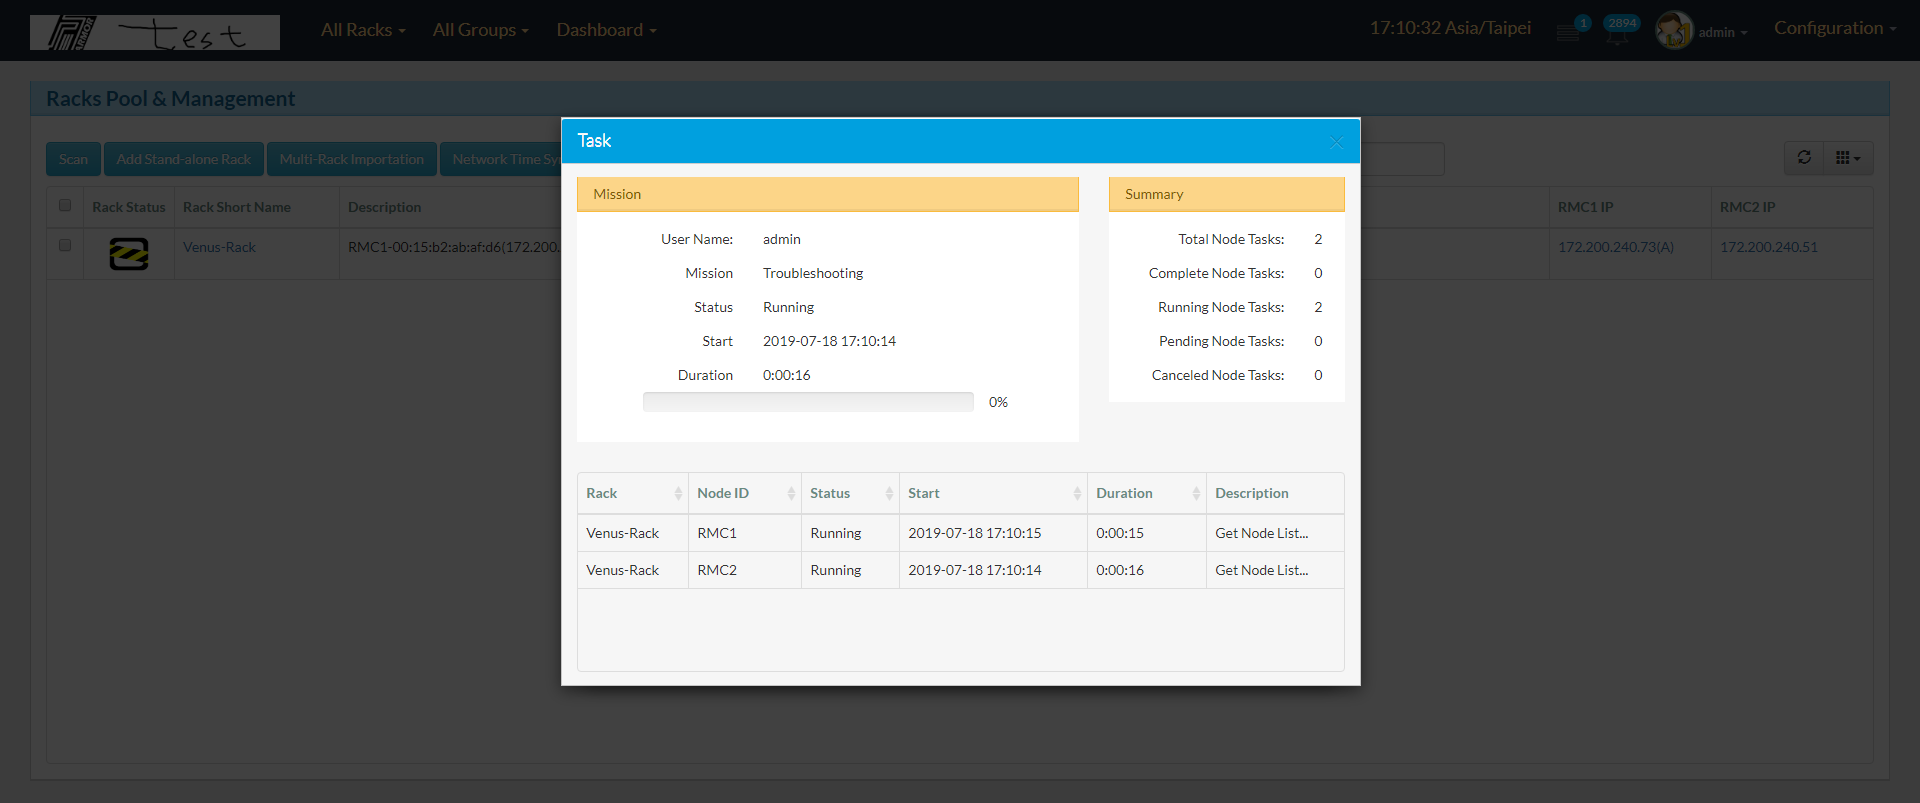 test All Racks All Groups Dashboard 17:10:32 Asia/Taipei 1 2894 admin Configuration
Racks Pool & Management
Scan Add Stand-alone Rack Multi-Rack Importation Network Time
Rack Status Rack Short Name Description RMC1 IP RMC2 IP
Venus-Rack RMC1-00:15:b2:ab:af:d6(172.200. 172.200.240.73(A) 172.200.240.51
Task
Mission
User Name: admin
Mission Troubleshooting
Status Running
Start 2019-07-18 17:10:14
Duration 0:00:16
0%
Summary
Total Node Tasks: 2
Complete Node Tasks: 0
Running Node Tasks: 2
Pending Node Tasks: 0
Canceled Node Tasks: 0
Rack Node ID Status Start Duration Description
Venus-Rack RMC1 Running 2019-07-18 17:10:15 0:00:15 Get Node List...
Venus-Rack RMC2 Running 2019-07-18 17:10:14 0:00:16 Get Node List...